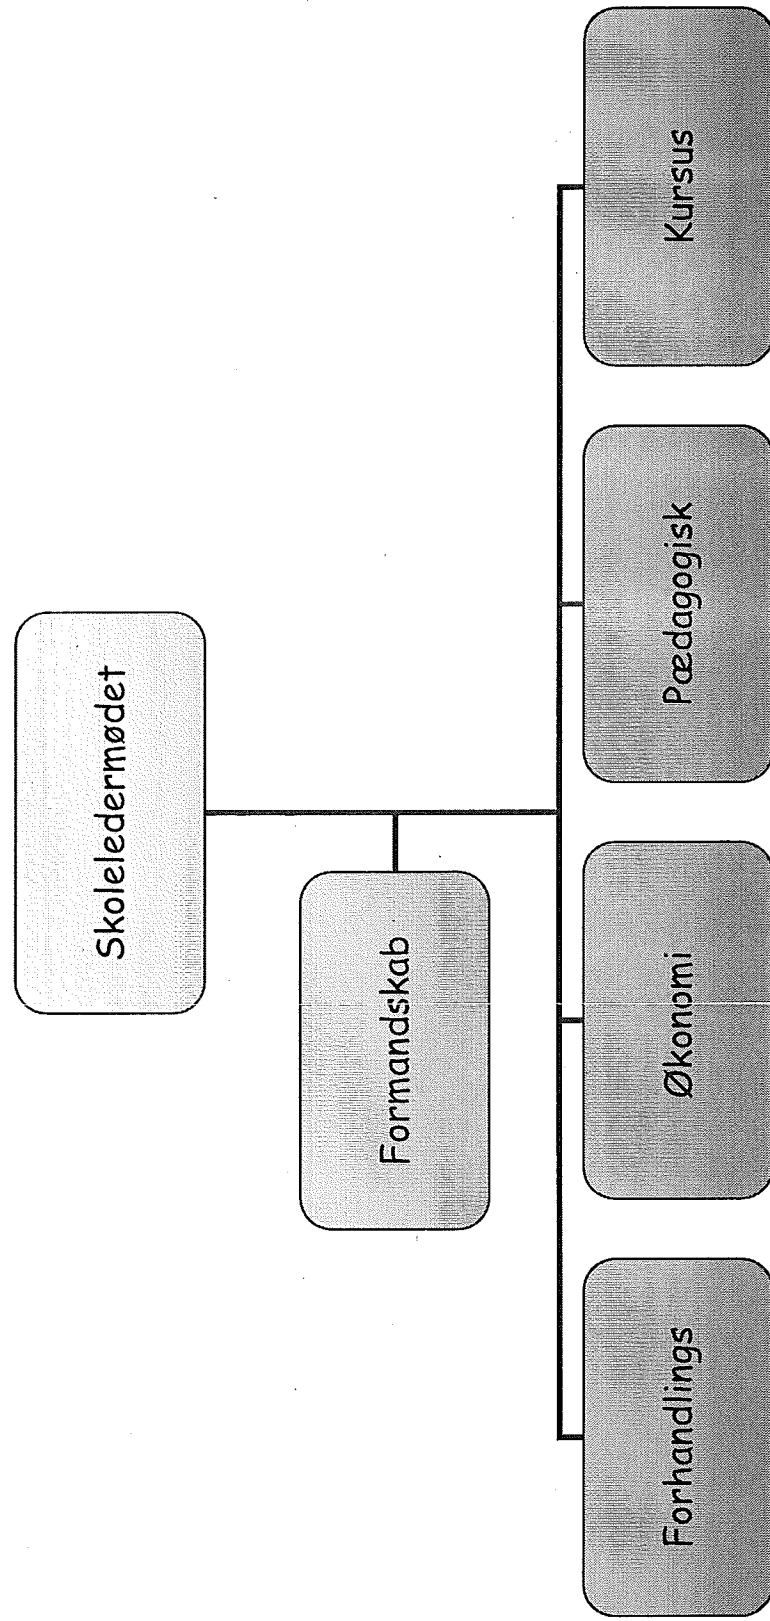 Skoleledermødet
Formandskab
Forhandlings
Økonomi
Pædagogisk
Kursus